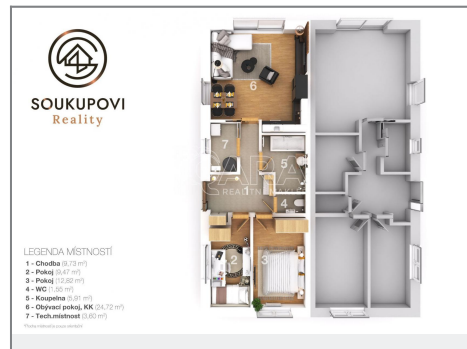 SOUKUPOVI
Reality
LEGENDA MÍSTNOSTÍ
1 - Chodba (9,73 m²)
2 - Pokoj (9,47 m²)
3 - Pokoj (12,82 m²)
4 - WC (1,55 m²)
5 - Koupelna (5,91 m²)
6 - Obývací pokoj, KK (24,72 m²)
7 - Tech.místnost (3,60 m²)
6
7
5
1
4
2
3